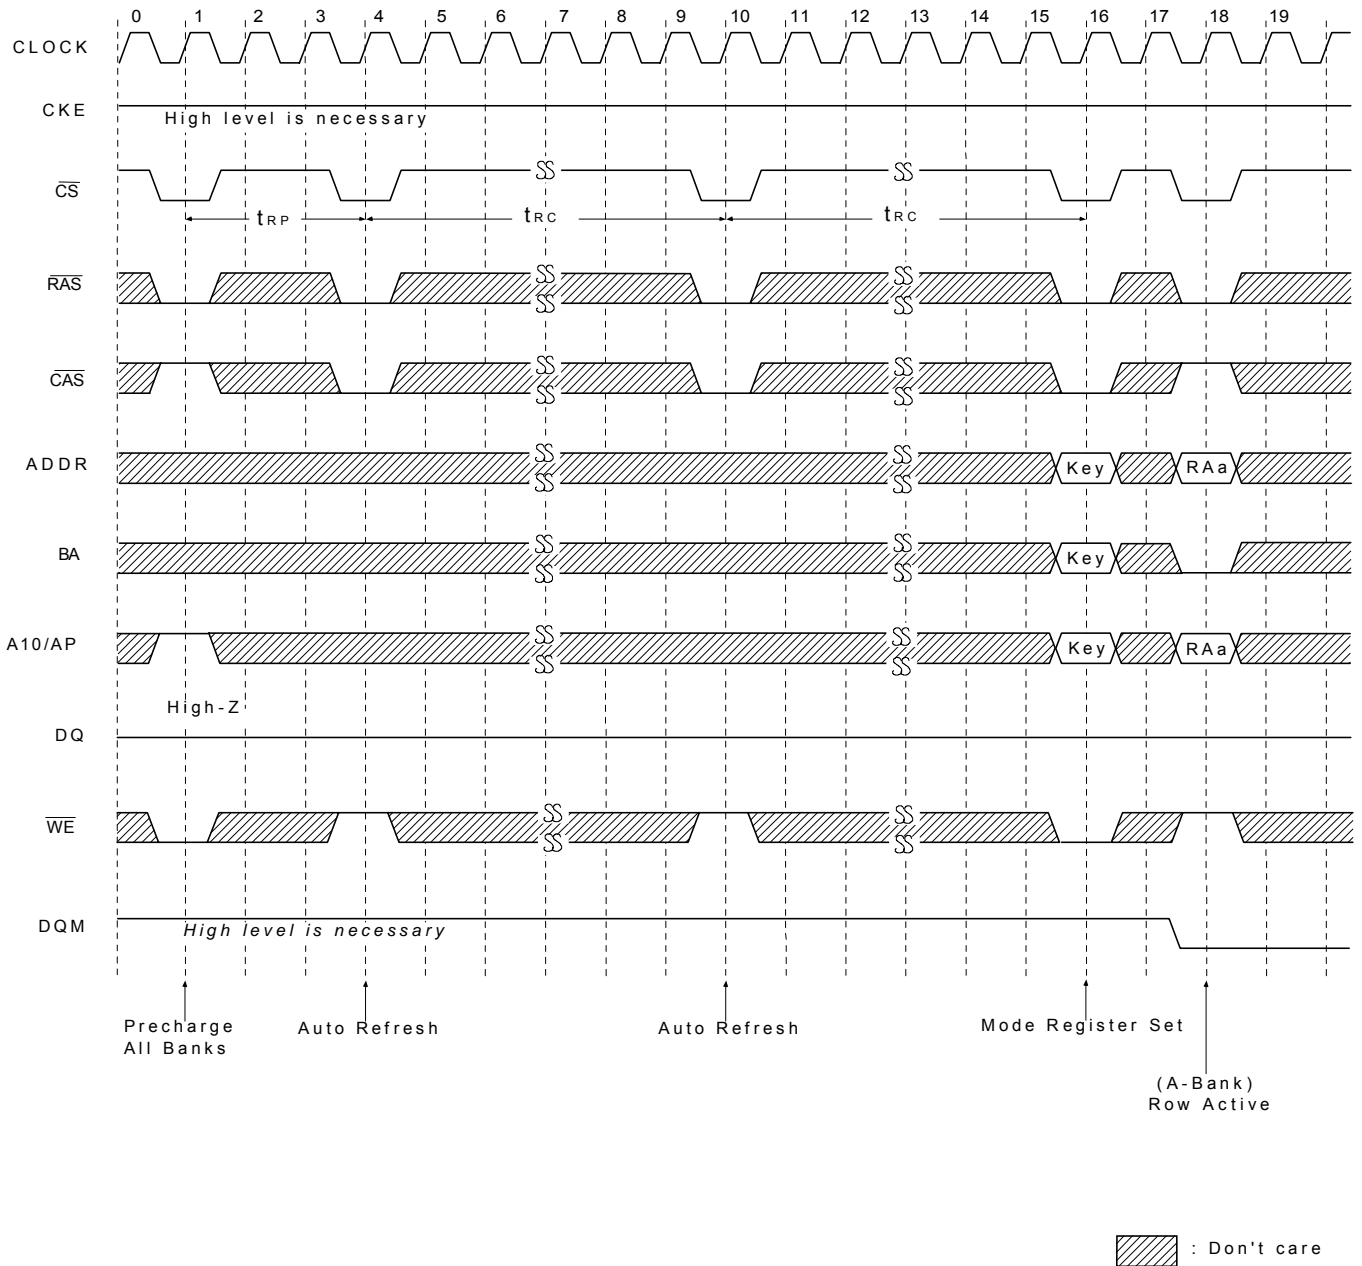 0 1 2 3 4 5 6 7 8 9 10 11 12 13 14 15 16 17 18 19
CLOCK
CKE
High level is necessary
CS
tRP tRC tRC
RAS
CAS
ADDR
Key RAa
BA
Key
A10/AP
Key RAa
High-Z
DQ
WE
DQM
High level is necessary
Precharge
All Banks
Auto Refresh
Auto Refresh
Mode Register Set
(A-Bank)
Row Active
: Don't care